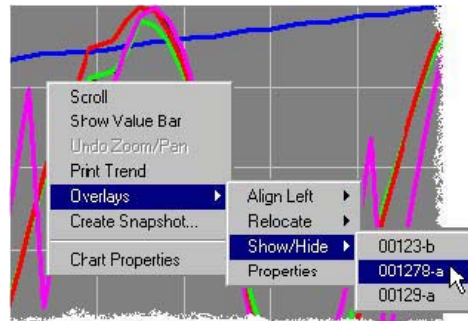 Scroll
Show Value Bar
Undo Zoom/Pan
Print Trend
Overlays
Create Snapshot...
Chart Properties
Align Left
Relocate
Show/Hide
Properties
00123-b
001278-a
00129-a